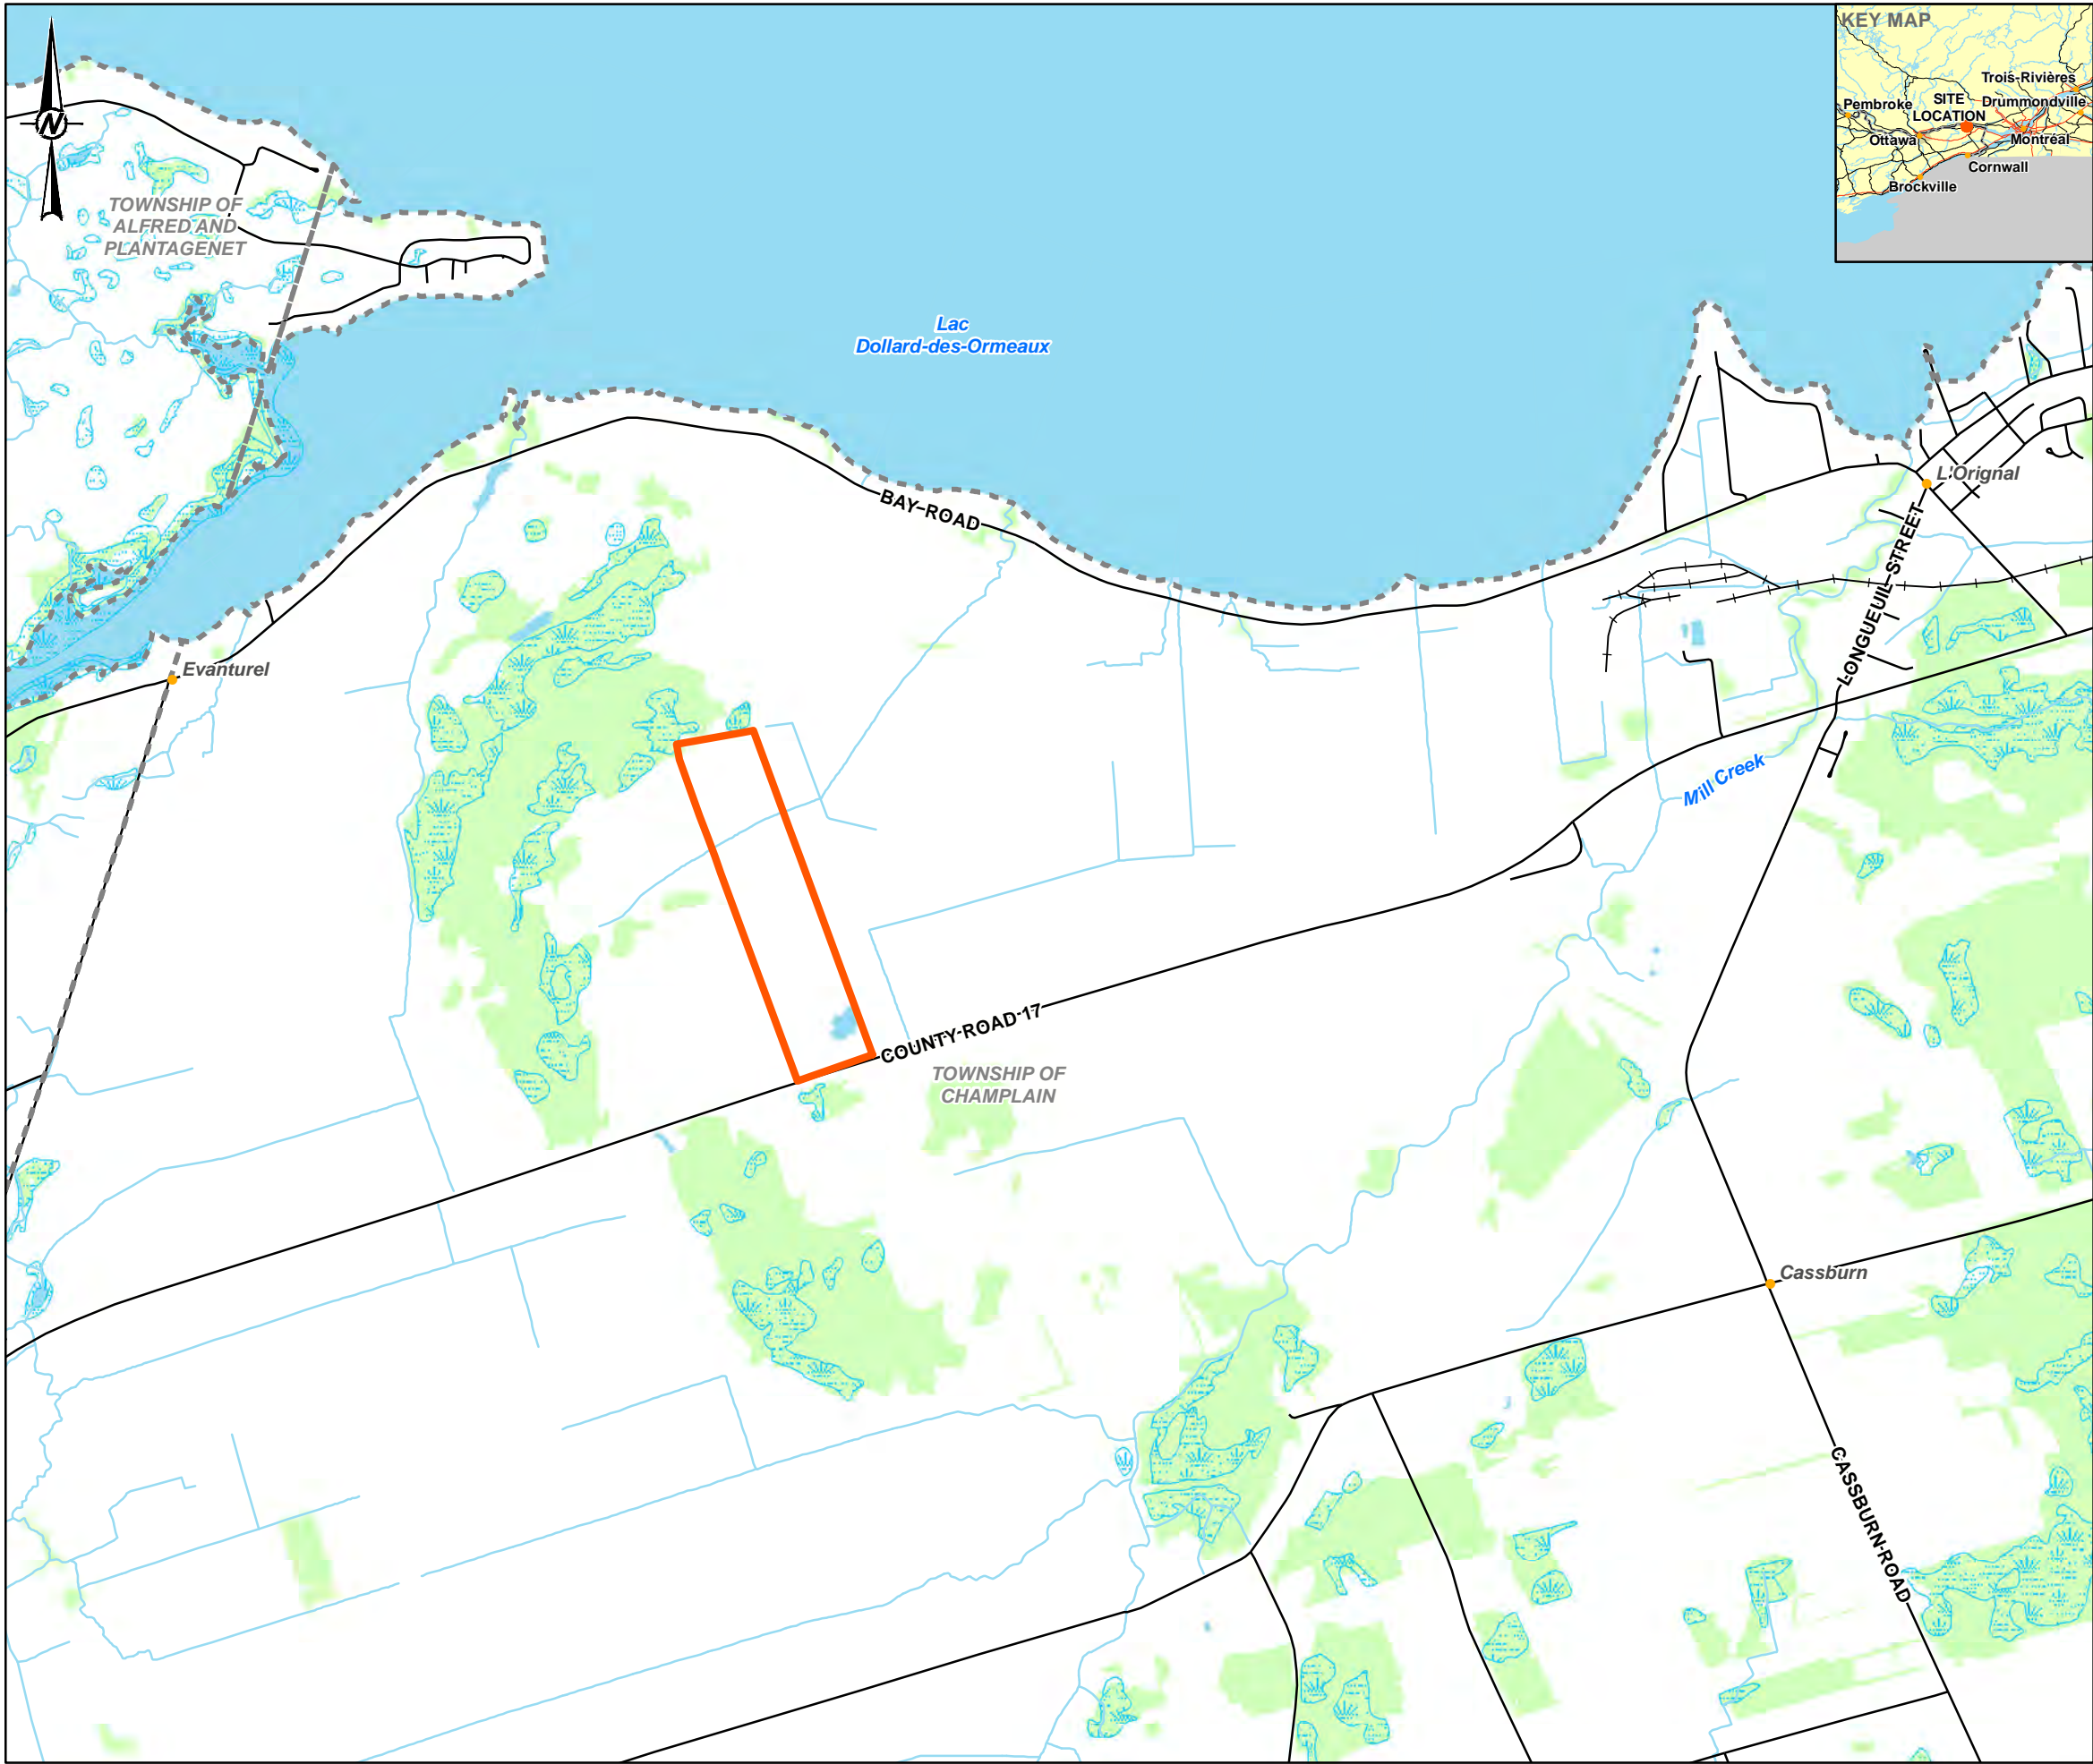 KEY MAP
Trois-Rivières
Pembroke
SITE
LOCATION
Drummondville
Ottawa
Montréal
Cornwall
Brockville
N
TOWNSHIP OF
ALFRED AND
PLANTAGENET
Lac
Dollard-des-Ormeaux
L'Orignal
BAY ROAD
LONGUEUIL STREET
Evanturel
Mill Creek
COUNTY ROAD 17
TOWNSHIP OF
CHAMPLAIN
Cassburn
CASSBURN ROAD